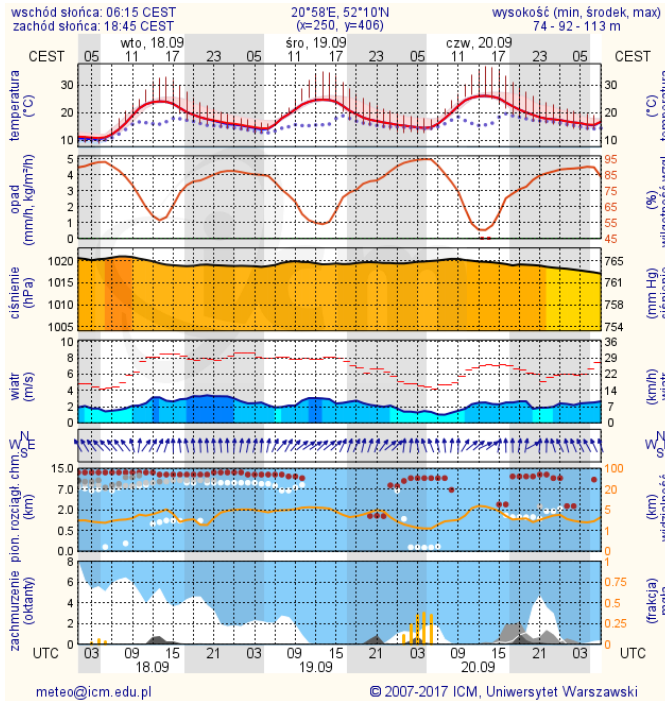 wschód słońca: 06:15 CEST
zachód słońca: 18:45 CEST
20°58'E, 52°10'N
(x=250, y=406)
wysokość (min, środek, max)
74 - 92 - 113 m
wto, 18.09 śro, 19.09 czw, 20.09
CEST 05 11 17 23 05 11 17 23 05 11 17 23 05 CEST
temperatura
(°C)
30
20
10
30
20
10
(°C)
opad
(mm/h, kg/m²/h)
5
4
3
2
1
0
95
85
75
65
55
45
(%)
ciśnienie
(hPa)
1020
1015
1010
1005
765
761
758
754
(mm Hg)
ciśnienie
wiatr
m/s
10
8
6
4
2
0
36
29
22
14
7
0
(km/h)
N
W E
S
N
W E
S
pion. rozciągł. chm.
(km)
15.0
7.0
2.0
0.5
0.0
100
20
5
1
0
(km)
zachmurzenie
(oktanty)
8
6
4
2
0
1
0.75
0.5
0.25
0
(frakcja)
UTC 03 09 15 21 03 09 15 21 03 09 15 21 03 UTC
18.09 19.09 20.09
meteo@icm.edu.pl
© 2007-2017 ICM, Uniwersytet Warszawski